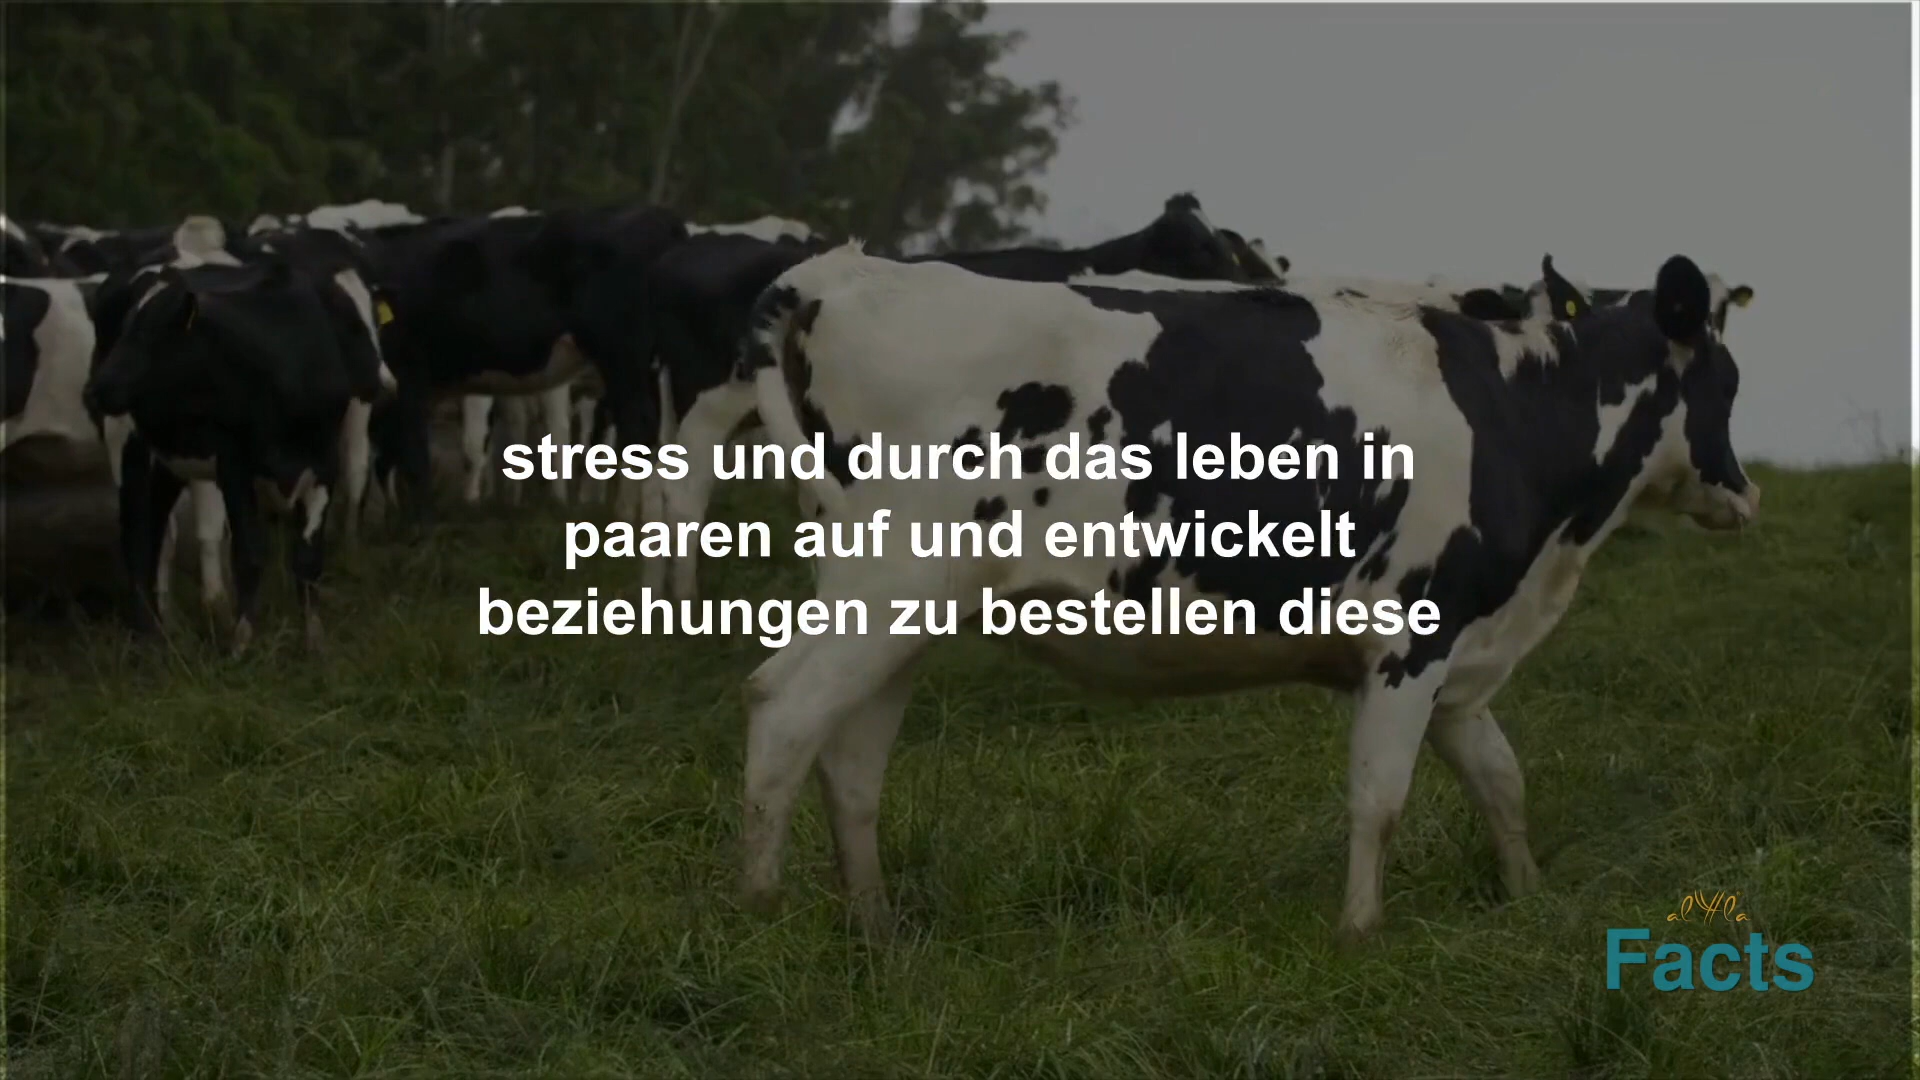 stress und durch das leben in
paaren auf und entwickelt
beziehungen zu bestellen diese
Facts